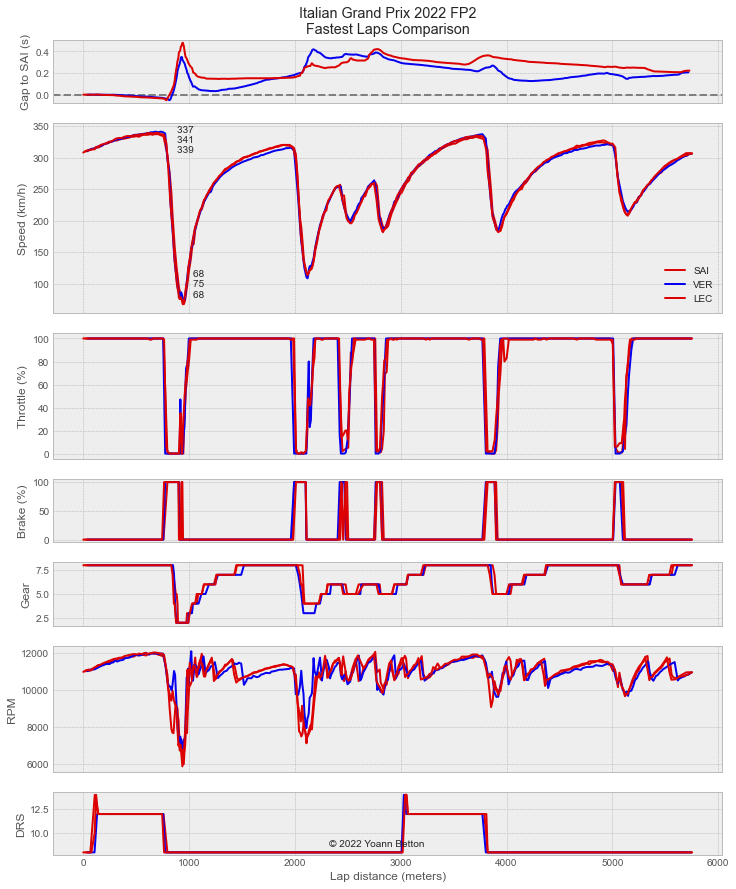 Italian Grand Prix 2022 FP2
Fastest Laps Comparison
Gap to SAI (s)
0.4
0.2
0.0
Speed (km/h)
350
300
250
200
150
100
337
341
339
68
75
68
SAI
VER
LEC
Throttle (%)
100
80
60
40
20
0
Brake (%)
100
50
0
Gear
7.5
5.0
2.5
RPM
12000
10000
8000
6000
DRS
12.5
10.0
© 2022 Yoann Betton
0 1000 2000 3000 4000 5000 6000
Lap distance (meters)